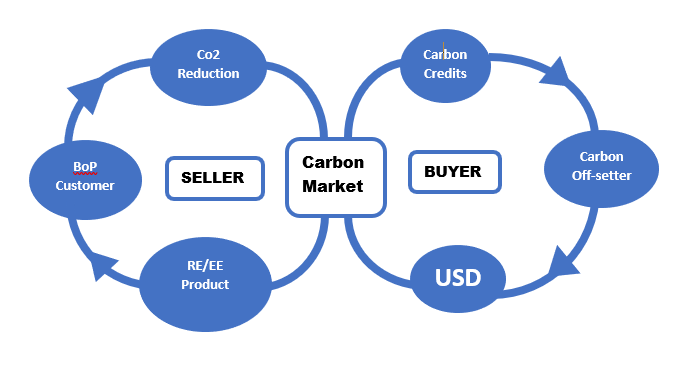 Co2
Reduction
Carbon
Credits
BoP
Customer
SELLER
Carbon
Market
BUYER
Carbon
Off-setter
RE/EE
Product
USD